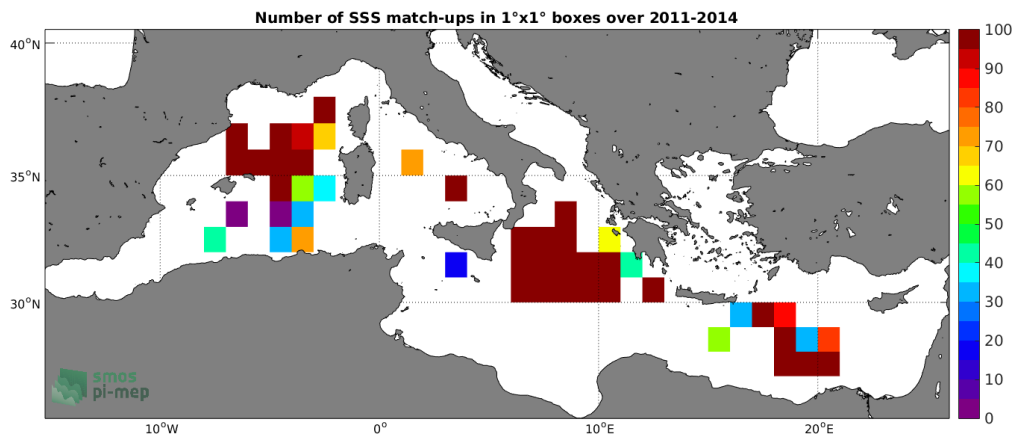 Number of SSS match-ups in 1°x1° boxes over 2011-2014
40°N
35°N
30°N
10°W
0°
10°E
20°E
100
90
80
70
60
50
40
30
20
10
0
smos
pi-mep